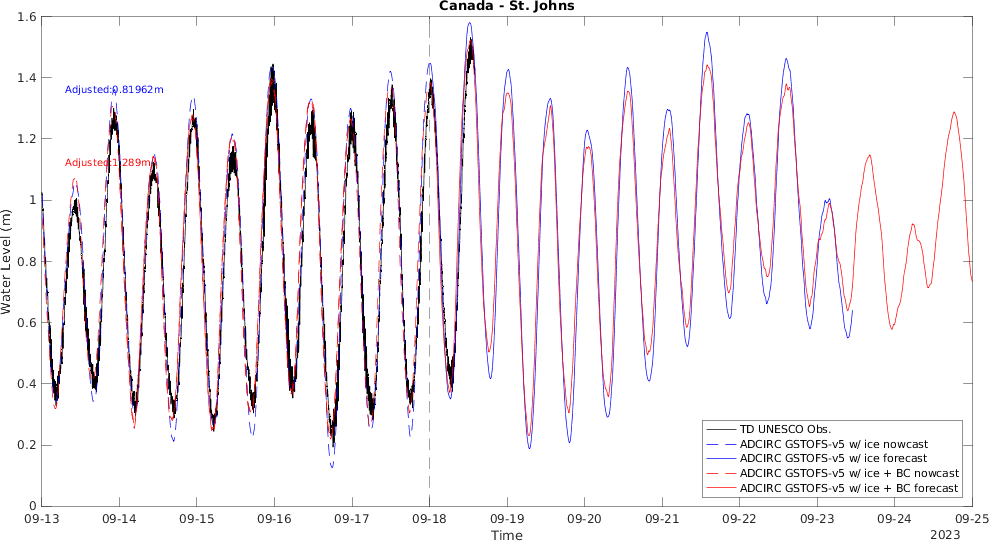 Canada - St. Johns
1.6
1.4
Adjusted:0.81962m
1.2
Adjusted:1.289m
1
Water Level (m)
0.8
0.6
0.4
TD UNESCO Obs.
0.2
ADCIRC GSTOFS-v5 w/ ice nowcast
ADCIRC GSTOFS-v5 w/ ice forecast
ADCIRC GSTOFS-v5 w/ ice + BC nowcast
ADCIRC GSTOFS-v5 w/ ice + BC forecast
0
09-13 09-14 09-15 09-16 09-17 09-18 09-19 09-20 09-21 09-22 09-23 09-24 09-25
Time
2023